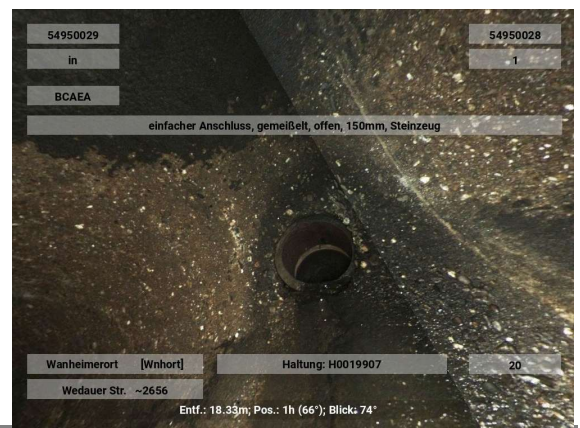 54950029
54950028
in
1
BCAEA
einfacher Anschluss, gemeißelt, offen, 150mm, Steinzeug
Wanheimerort [Wnhort]
Haltung: H0019907
20
Wedauer Str. ~2656
Entf.: 18.33m; Pos.: 1h (66°); Blick: 74°